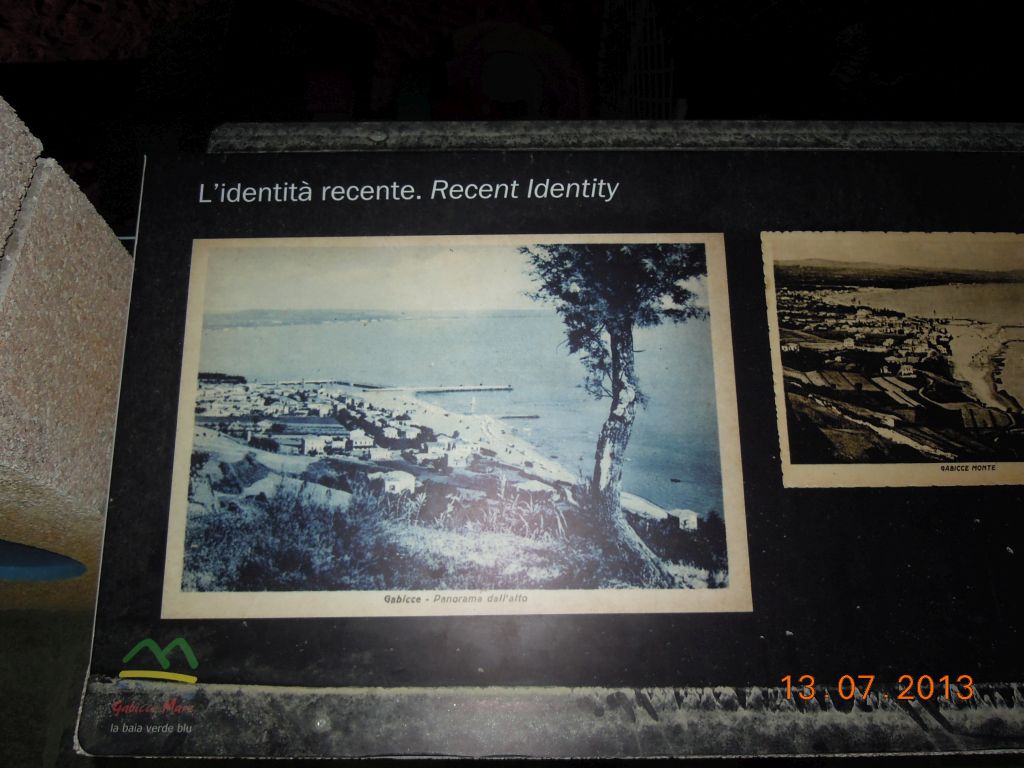 L'identità recente. Recent Identity
Gabicce - Panorama dall'alto
GABICCE MONTE
Gabicce Mare
la baia verde blu
13.07.2013